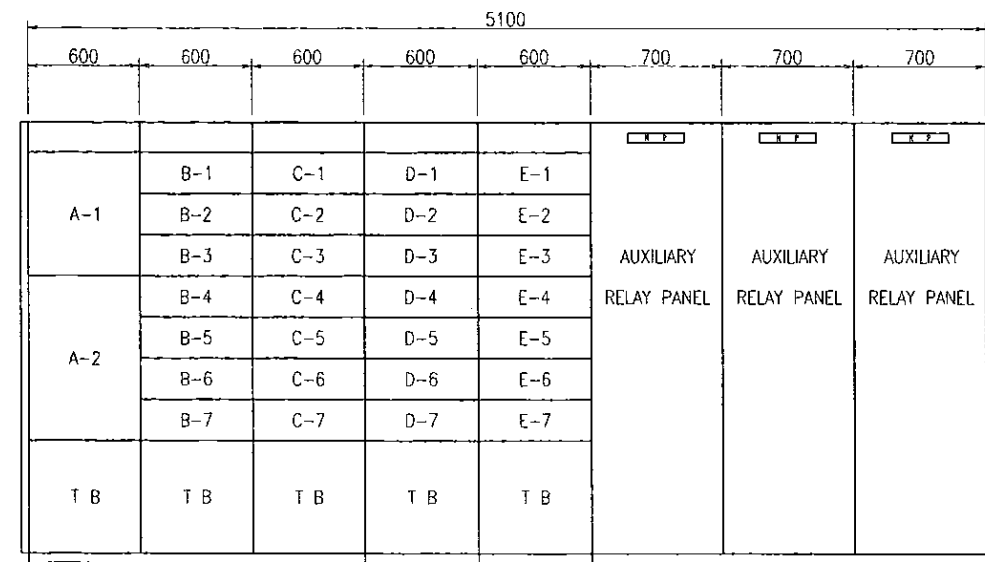 5100
600 600 600 600 600 700 700 700
N P N P N P
B-1 C-1 D-1 E-1
A-1 B-2 C-2 D-2 E-2
B-3 C-3 D-3 E-3 AUXILIARY AUXILIARY AUXILIARY
B-4 C-4 D-4 E-4 RELAY PANEL RELAY PANEL RELAY PANEL
B-5 C-5 D-5 E-5
A-2
B-6 C-6 D-6 E-6
B-7 C-7 D-7 E-7
T B T B T B T B T B